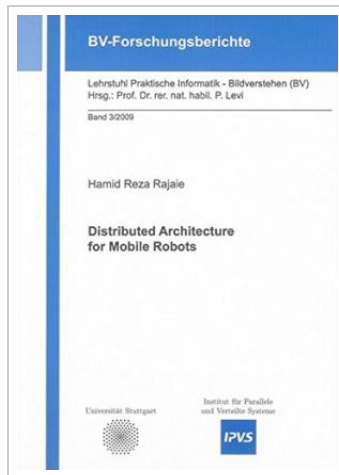 BV-Forschungsberichte
Lehrstuhl Praktische Informatik - Bildverstehen (BV)
Hrsg.: Prof. Dr. rer. nat. habil. P. Levi
Band 3/2009
Hamid Reza Rajaie
Distributed Architecture
for Mobile Robots
Universität Stuttgart
Institut für Parallele
und Verteilte Systeme
IPVS